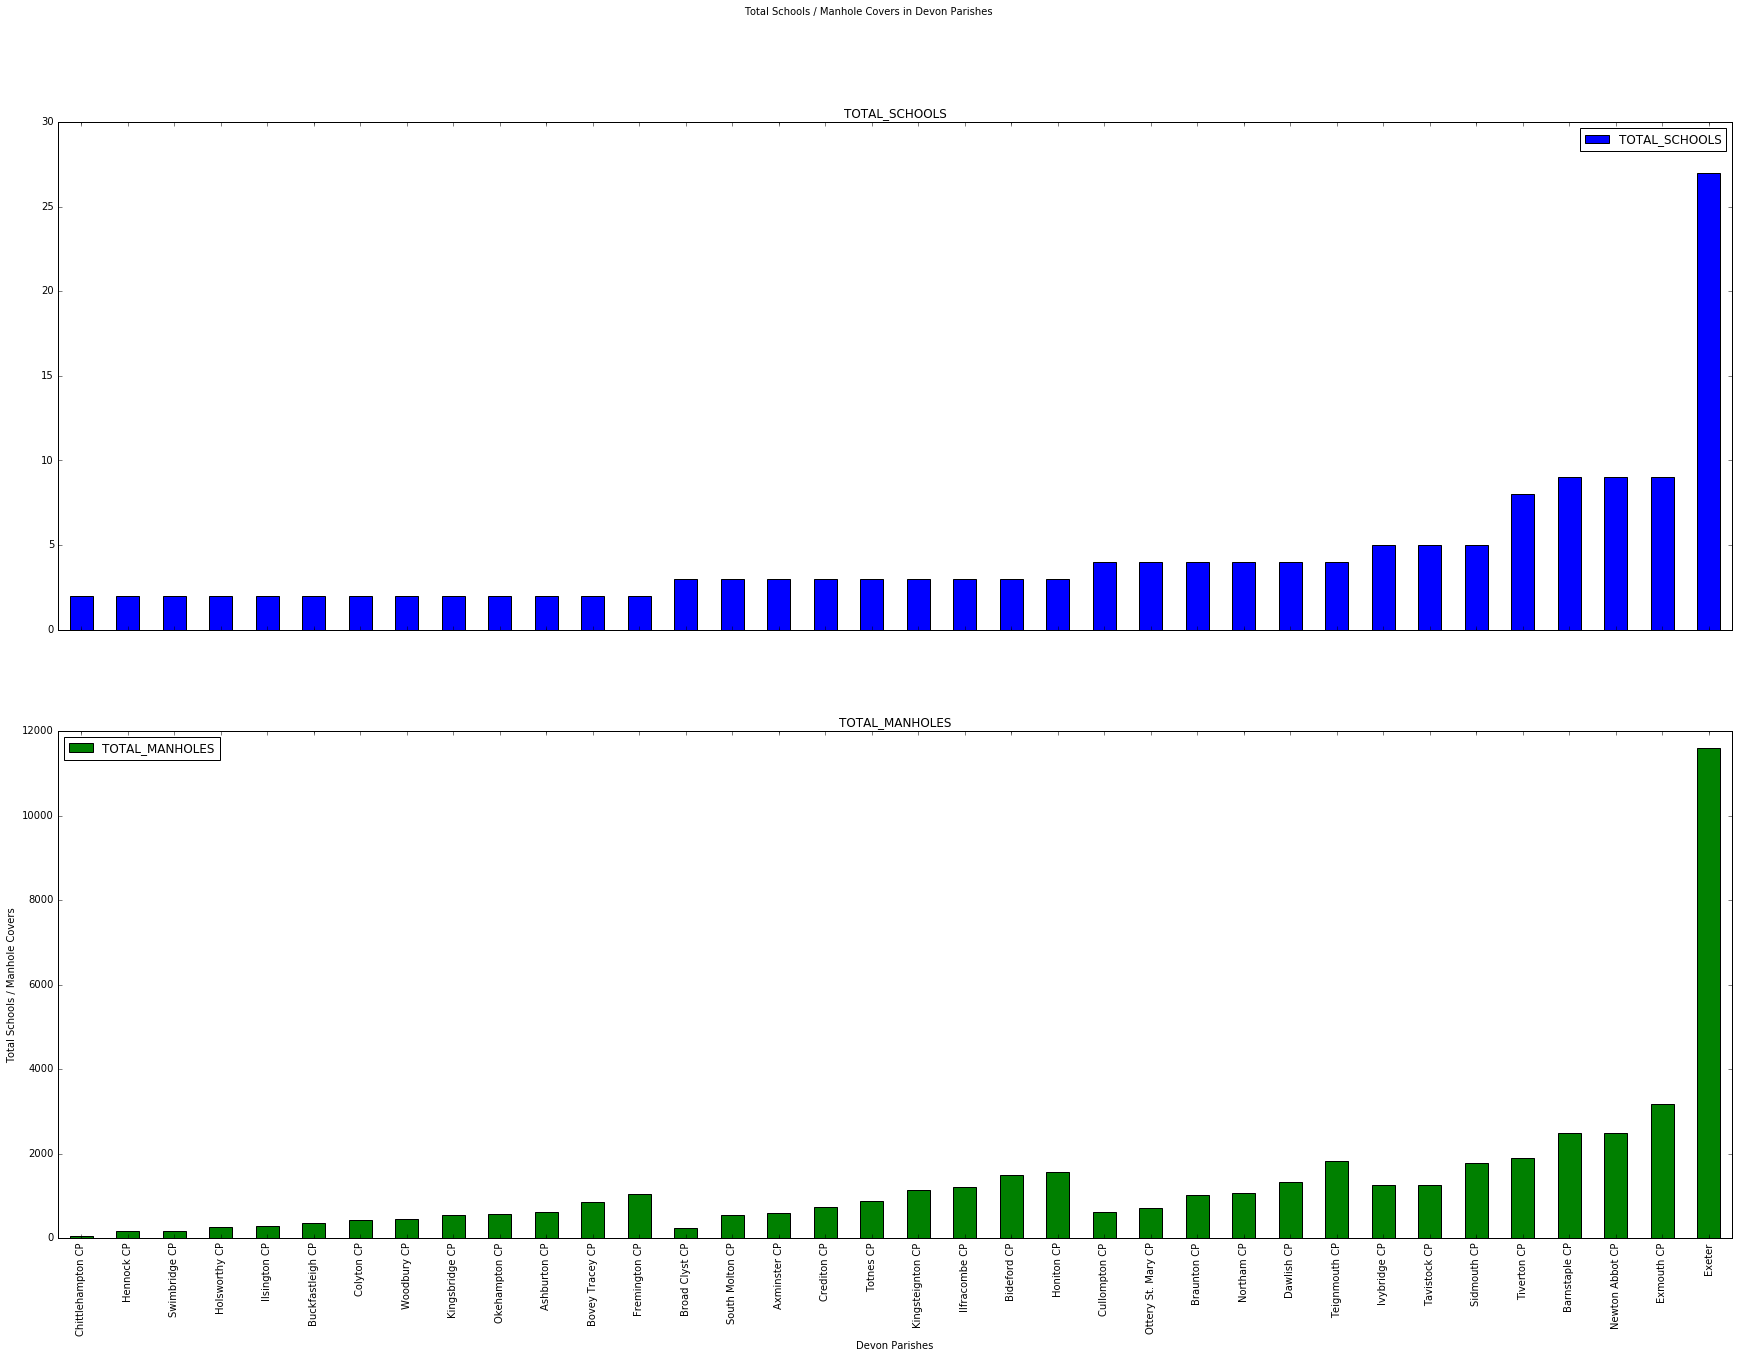 Total Schools / Manhole Covers in Devon Parishes
TOTAL_SCHOOLS
30
25
20
15
10
5
0
TOTAL_SCHOOLS
TOTAL_MANHOLES
12000
10000
8000
6000
4000
2000
0
TOTAL_MANHOLES
Total Schools / Manhole Covers
Chittlehampton CP
Hennock CP
Swimbridge CP
Holsworthy CP
Ilsington CP
Buckfastleigh CP
Colyton CP
Woodbury CP
Kingsbridge CP
Okehampton CP
Ashburton CP
Bovey Tracey CP
Fremington CP
Broad Clyst CP
South Molton CP
Axminster CP
Crediton CP
Totnes CP
Kingsteignton CP
Ilfracombe CP
Bideford CP
Honiton CP
Cullompton CP
Ottery St. Mary CP
Braunton CP
Northam CP
Dawlish CP
Teignmouth CP
Ivybridge CP
Tavistock CP
Sidmouth CP
Tiverton CP
Barnstaple CP
Newton Abbot CP
Exmouth CP
Exeter
Devon Parishes